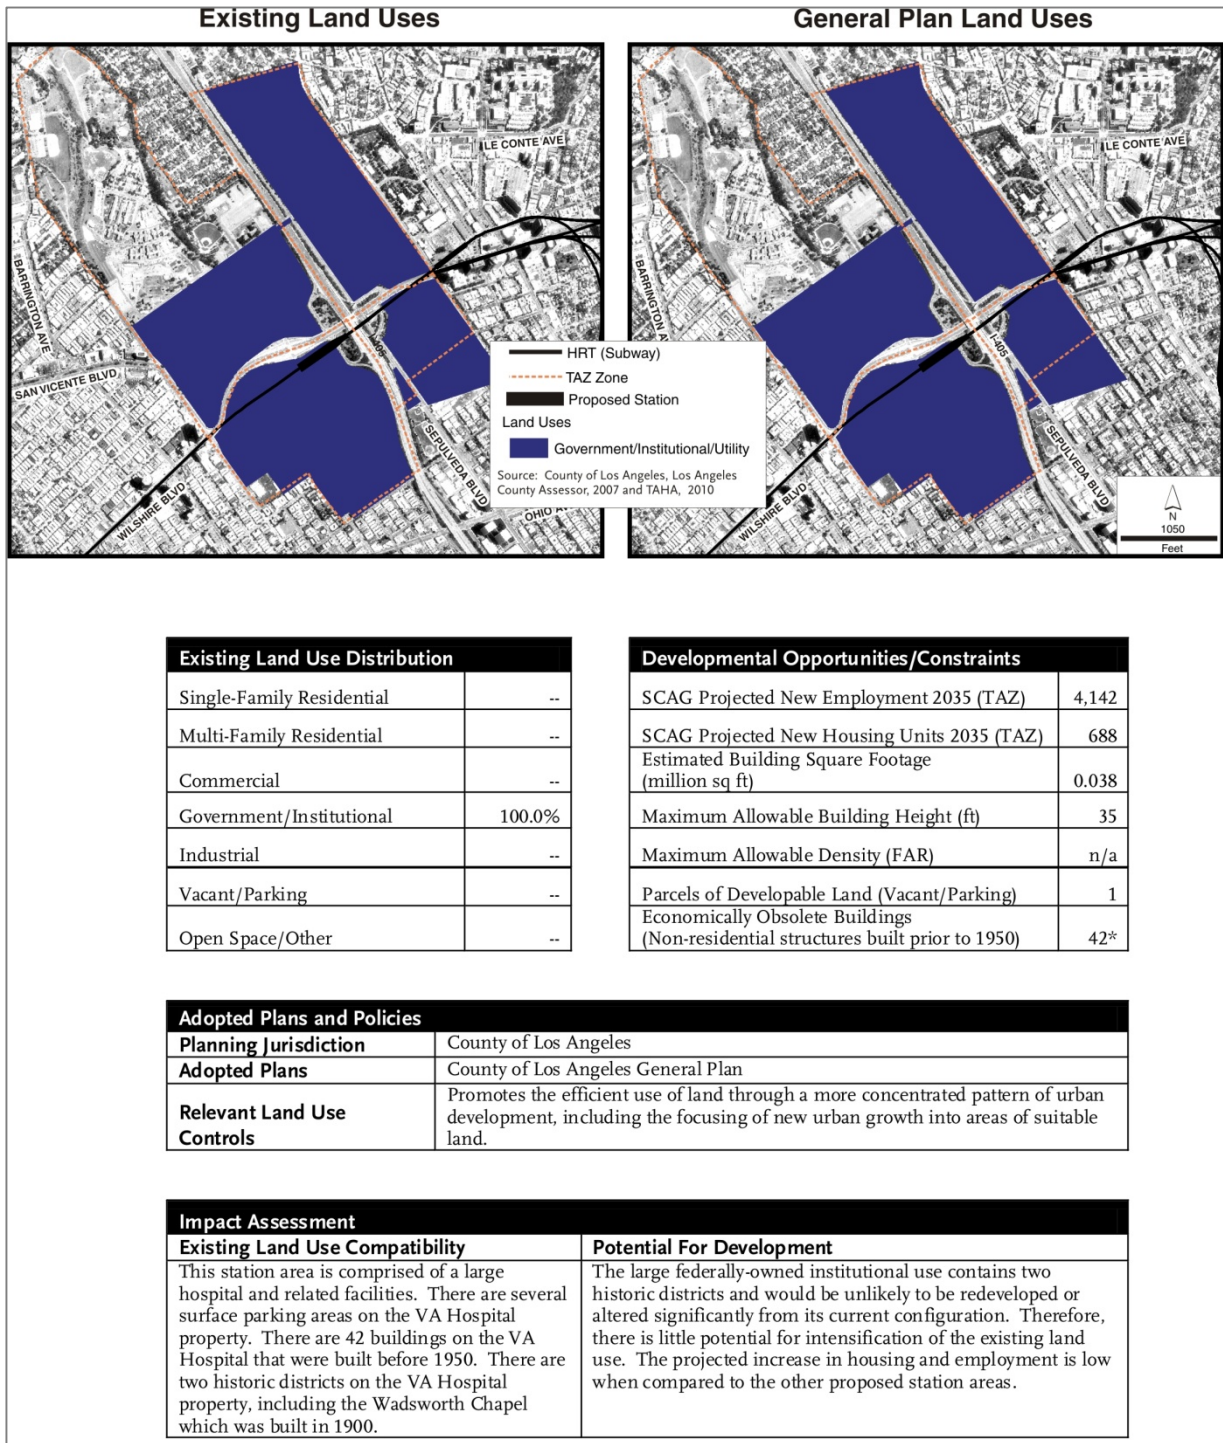 Existing Land Uses
General Plan Land Uses
LE CONTE AVE
BARRINGTON AVE
SAN VICENTE BLVD
WILSHIRE BLVD
I-405
SEPULVEDA BLVD
LE CONTE AVE
BARRINGTON AVE
WILSHIRE BLVD
I-405
SEPULVEDA BLVD
HRT (Subway)
TAZ Zone
Proposed Station
Land Uses
Government/Institutional/Utility
Source: County of Los Angeles, Los Angeles
County Assessor, 2007 and TAHA, 2010
N
1050
Feet
Existing Land Use Distribution
Single-Family Residential --
Multi-Family Residential --
Commercial --
Government/Institutional 100.0%
Industrial --
Vacant/Parking --
Open Space/Other --
Developmental Opportunities/Constraints
SCAG Projected New Employment 2035 (TAZ) 4,142
SCAG Projected New Housing Units 2035 (TAZ) 688
Estimated Building Square Footage
(million sq ft) 0.038
Maximum Allowable Building Height (ft) 35
Maximum Allowable Density (FAR) n/a
Parcels of Developable Land (Vacant/Parking) 1
Economically Obsolete Buildings
(Non-residential structures built prior to 1950) 42*
Adopted Plans and Policies
Planning Jurisdiction County of Los Angeles
Adopted Plans County of Los Angeles General Plan
Relevant Land Use
Controls
Promotes the efficient use of land through a more concentrated pattern of urban
development, including the focusing of new urban growth into areas of suitable
land.
Impact Assessment
Existing Land Use Compatibility
This station area is comprised of a large
hospital and related facilities. There are several
surface parking areas on the VA Hospital
property. There are 42 buildings on the VA
Hospital that were built before 1950. There are
two historic districts on the VA Hospital
property, including the Wadsworth Chapel
which was built in 1900.
Potential For Development
The large federally-owned institutional use contains two
historic districts and would be unlikely to be redeveloped or
altered significantly from its current configuration. Therefore,
there is little potential for intensification of the existing land
use. The projected increase in housing and employment is low
when compared to the other proposed station areas.